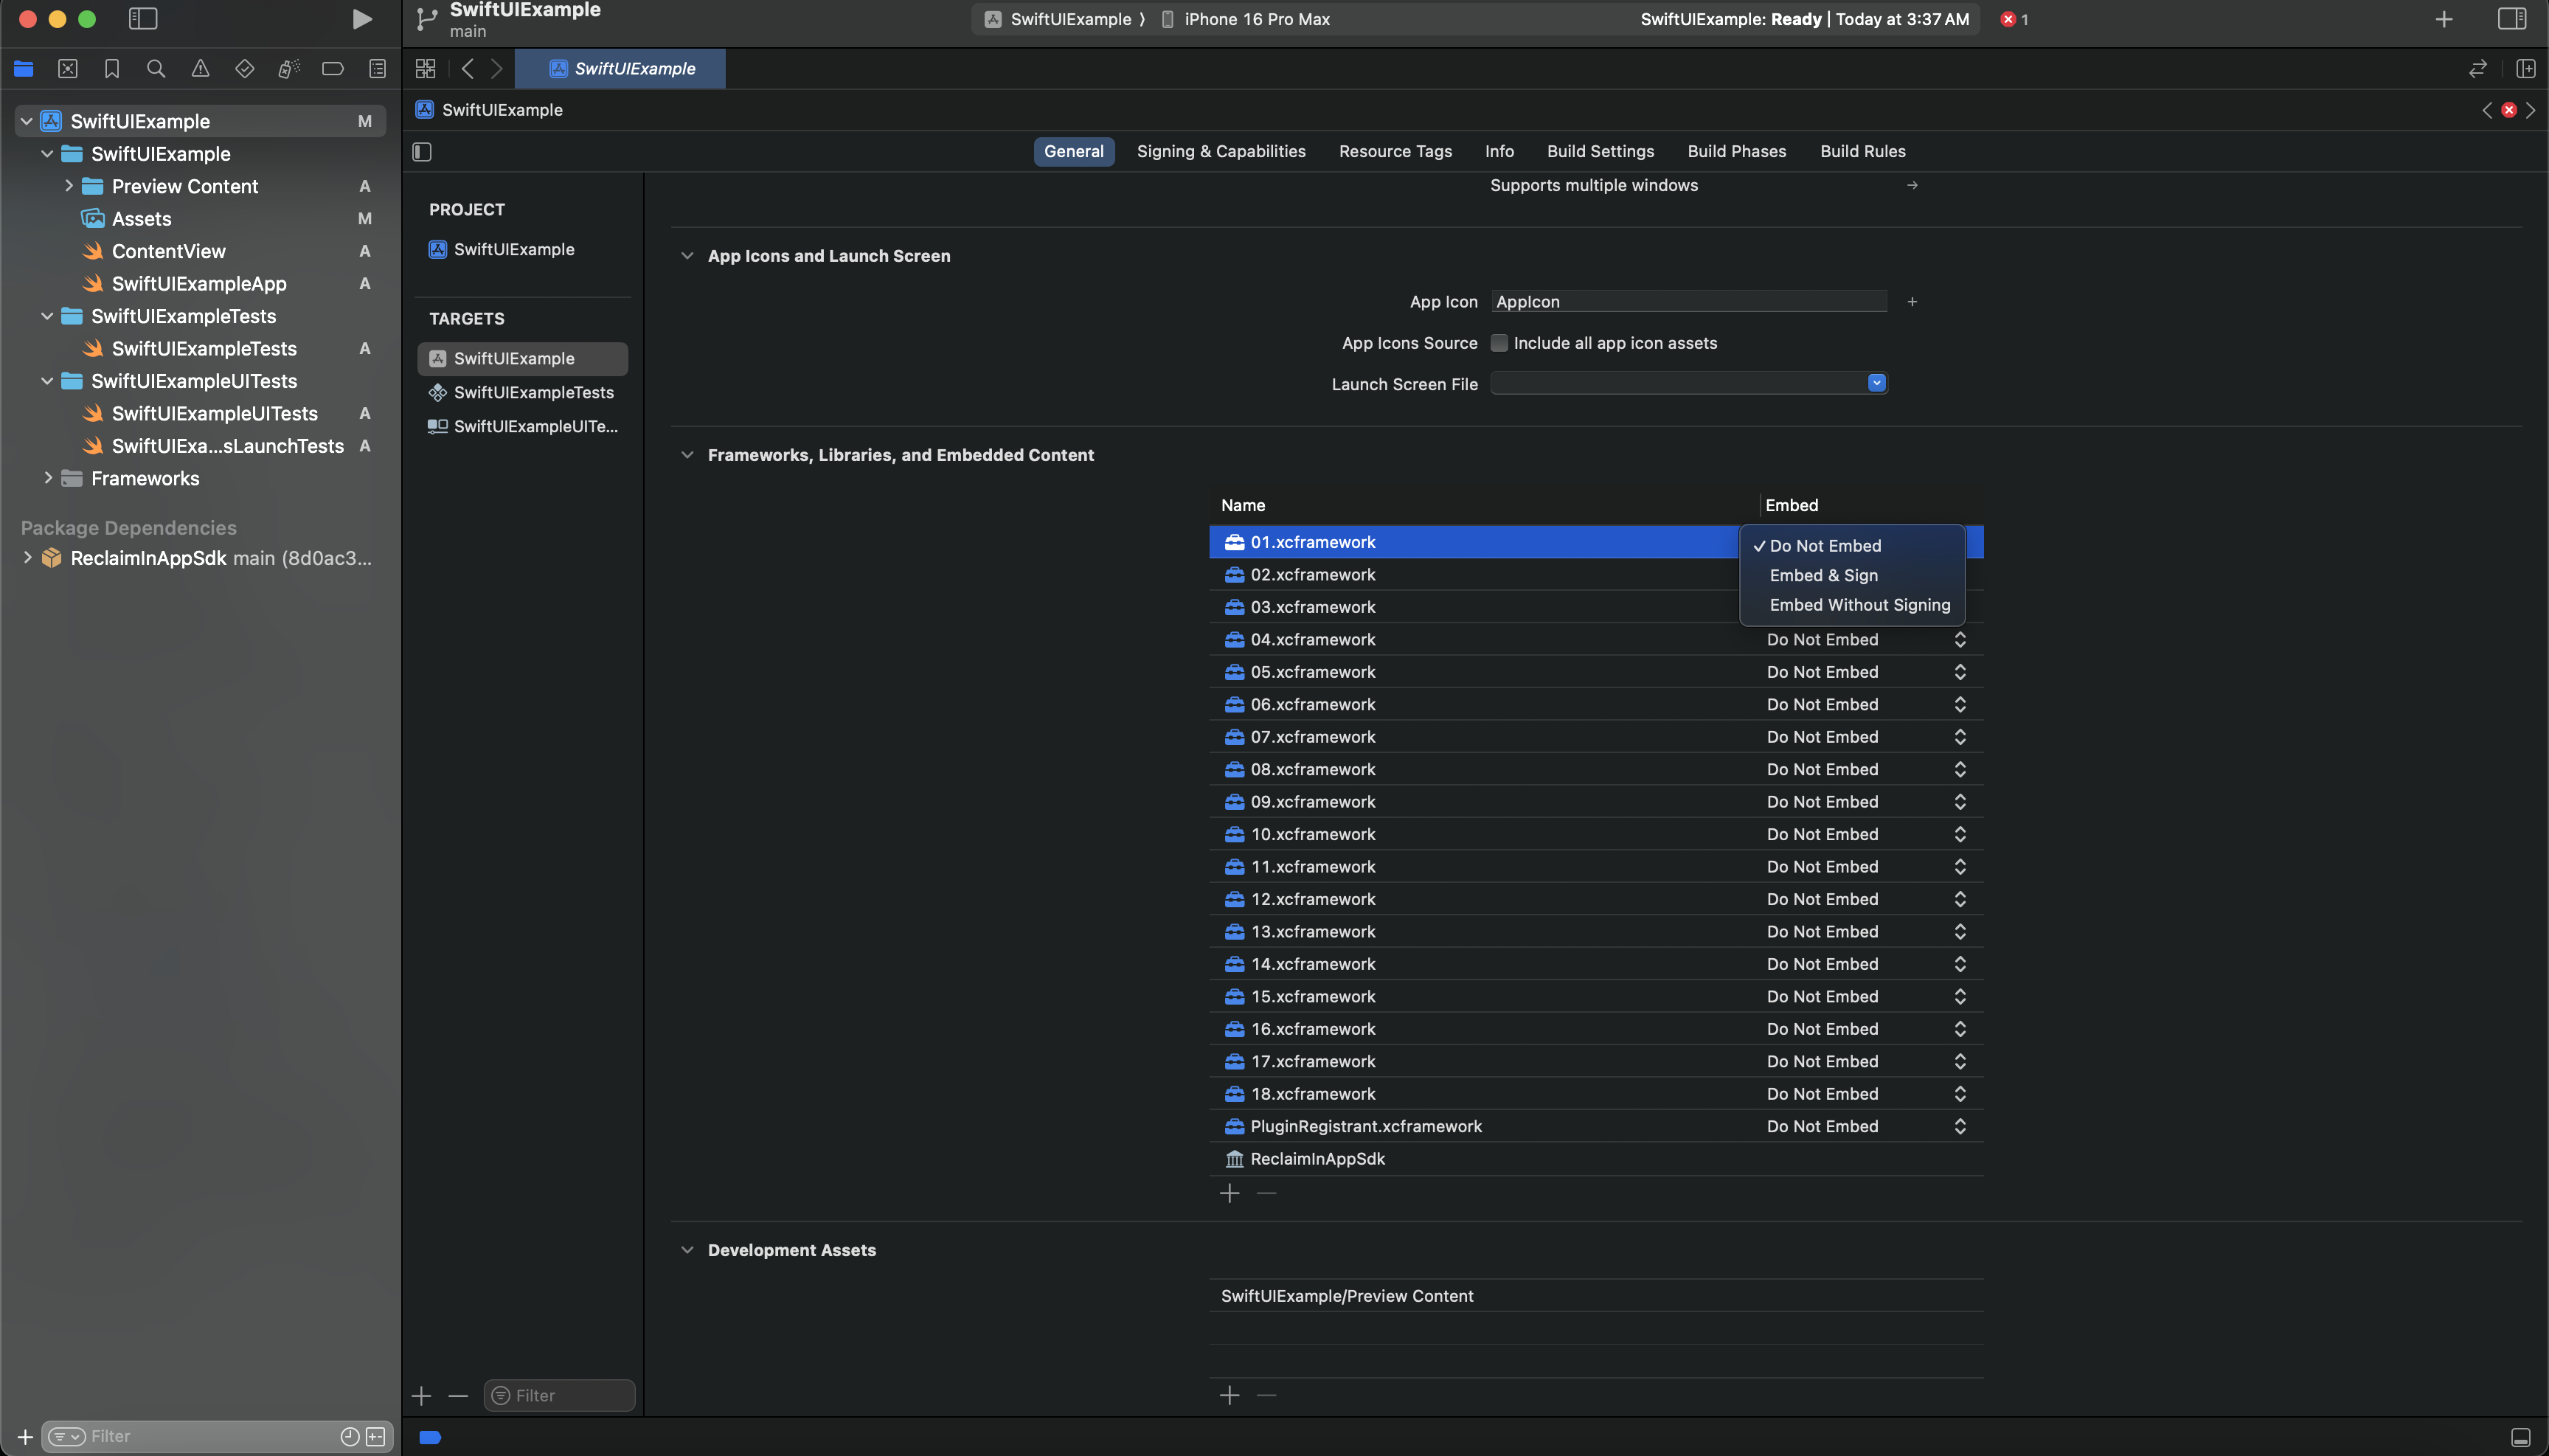 SwiftUIExample
main
SwiftUIExample ⟩ iPhone 16 Pro Max
SwiftUIExample: Ready | Today at 3:37 AM
1
SwiftUIExample
SwiftUIExample
General Signing & Capabilities Resource Tags Info Build Settings Build Phases Build Rules
SwiftUIExample M
SwiftUIExample
Preview Content A
Assets M
ContentView A
SwiftUIExampleApp A
SwiftUIExampleTests
SwiftUIExampleTests A
SwiftUIExampleUITests
SwiftUIExampleUITests A
SwiftUIExa...sLaunchTests A
Frameworks
Package Dependencies
ReclaimInAppSdk main (8d0ac3...
Filter
PROJECT
SwiftUIExample
TARGETS
SwiftUIExample
SwiftUIExampleTests
SwiftUIExampleUITe...
Filter
Supports multiple windows
App Icons and Launch Screen
App Icon AppIcon
App Icons Source Include all app icon assets
Launch Screen File
Frameworks, Libraries, and Embedded Content
Name Embed
01.xcframework
02.xcframework
03.xcframework
✓ Do Not Embed
Embed & Sign
Embed Without Signing
04.xcframework Do Not Embed
05.xcframework Do Not Embed
06.xcframework Do Not Embed
07.xcframework Do Not Embed
08.xcframework Do Not Embed
09.xcframework Do Not Embed
10.xcframework Do Not Embed
11.xcframework Do Not Embed
12.xcframework Do Not Embed
13.xcframework Do Not Embed
14.xcframework Do Not Embed
15.xcframework Do Not Embed
16.xcframework Do Not Embed
17.xcframework Do Not Embed
18.xcframework Do Not Embed
PluginRegistrant.xcframework Do Not Embed
ReclaimInAppSdk
Development Assets
SwiftUIExample/Preview Content